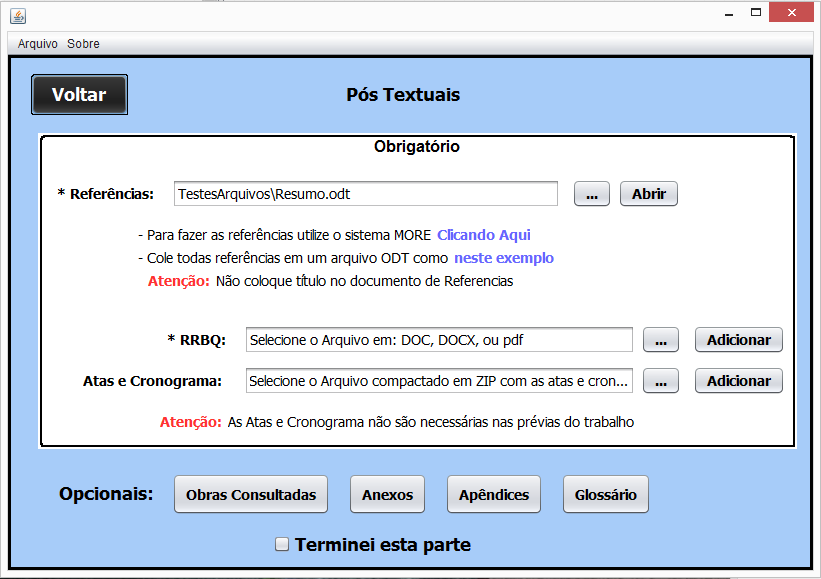 Arquivo Sobre
Voltar
Pós Textuais
Obrigatório
* Referências: TestesArquivos\Resumo.odt ... Abrir
- Para fazer as referências utilize o sistema MORE Clicando Aqui
- Cole todas referências em um arquivo ODT como neste exemplo
Atenção: Não coloque título no documento de Referencias
* RRBQ: Selecione o Arquivo em: DOC, DOCX, ou pdf ... Adicionar
Atas e Cronograma: Selecione o Arquivo compactado em ZIP com as atas e cron... ... Adicionar
Atenção: As Atas e Cronograma não são necessárias nas prévias do trabalho
Opcionais: Obras Consultadas Anexos Apêndices Glossário
Terminei esta parte